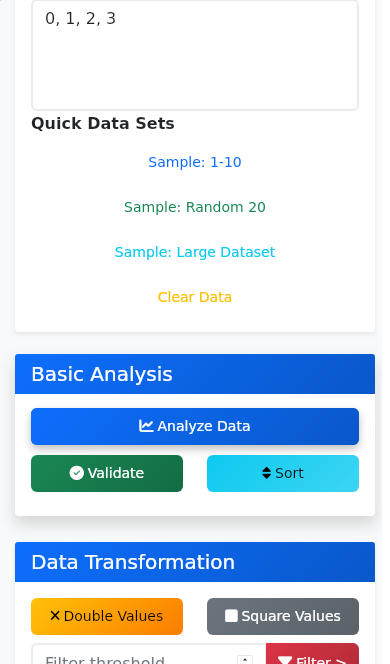 0, 1, 2, 3
Quick Data Sets
Sample: 1-10
Sample: Random 20
Sample: Large Dataset
Clear Data
Basic Analysis
Analyze Data
Validate
Sort
Data Transformation
Double Values
Square Values
Filter threshold
Filter >